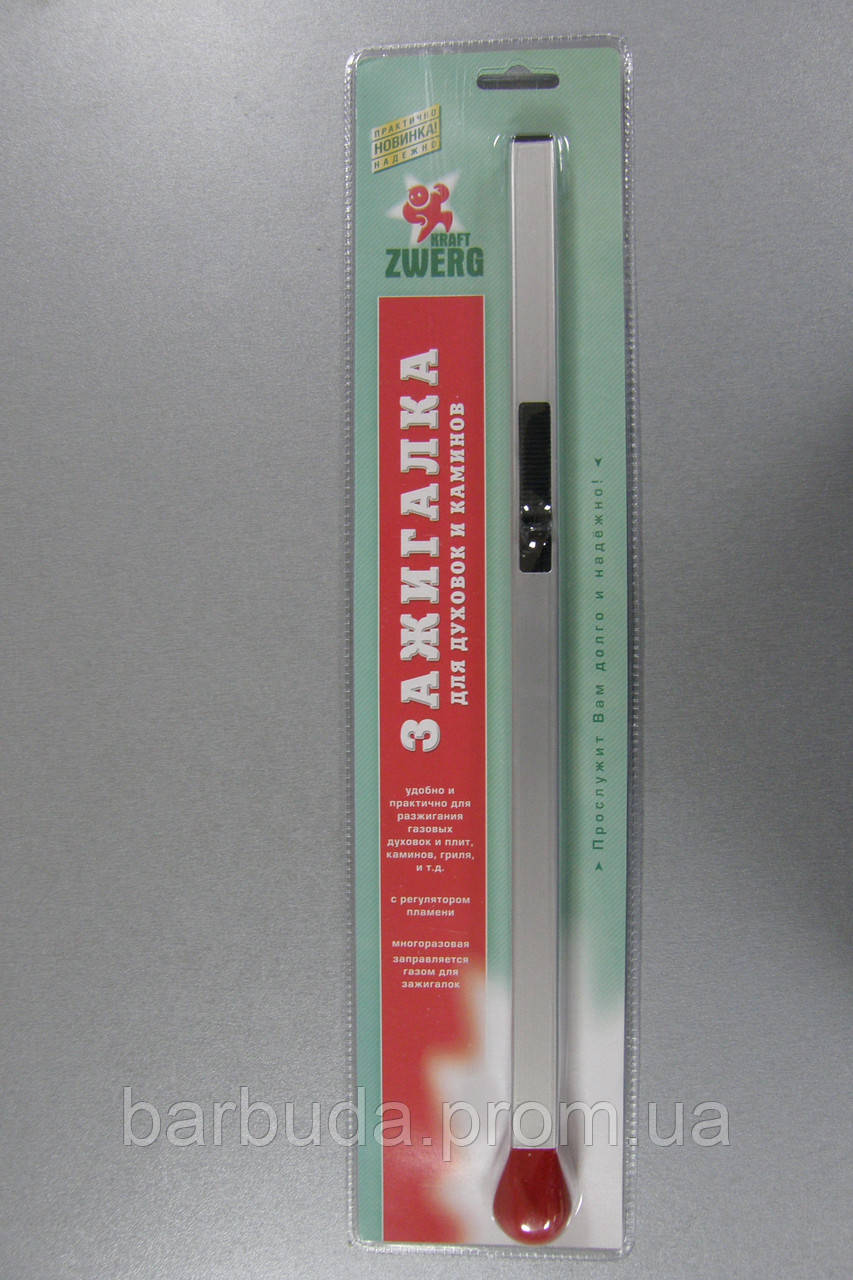 ПРАКТИЧНО
НОВИНКА!
НАДЕЖНО
KRAFT
ZWERG
ЗАЖИГАЛКА
ДЛЯ ДУХОВОК И КАМИНОВ
удобно и
практично для
разжигания
газовых
духовок и плит,
каминов, гриля,
и т.д.
с регулятором
пламени
многоразовая
заправляется
газом для
зажигалок
Прослужит Вам долго и надёжно!
barbuda.prom.ua